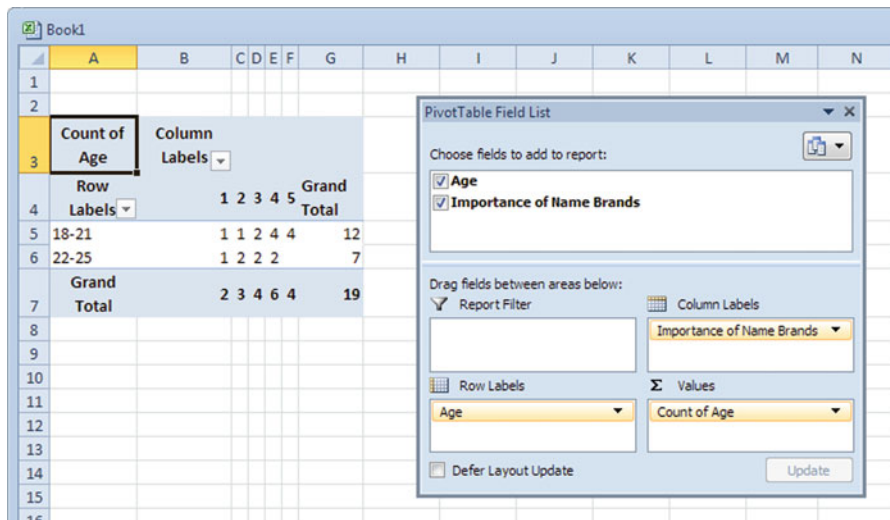 Book1
A B C D E F G H I J K L M N
1
2
3 Count of Age Column Labels
4 Row Labels 1 2 3 4 5 Grand Total
5 18-21 1 1 2 4 4 12
6 22-25 1 2 2 2 7
7 Grand Total 2 3 4 6 4 19
8
9
10
11
12
13
14
15
16
PivotTable Field List
Choose fields to add to report:
Age
Importance of Name Brands
Drag fields between areas below:
Report Filter Column Labels
Importance of Name Brands
Row Labels Σ Values
Age Count of Age
Defer Layout Update Update